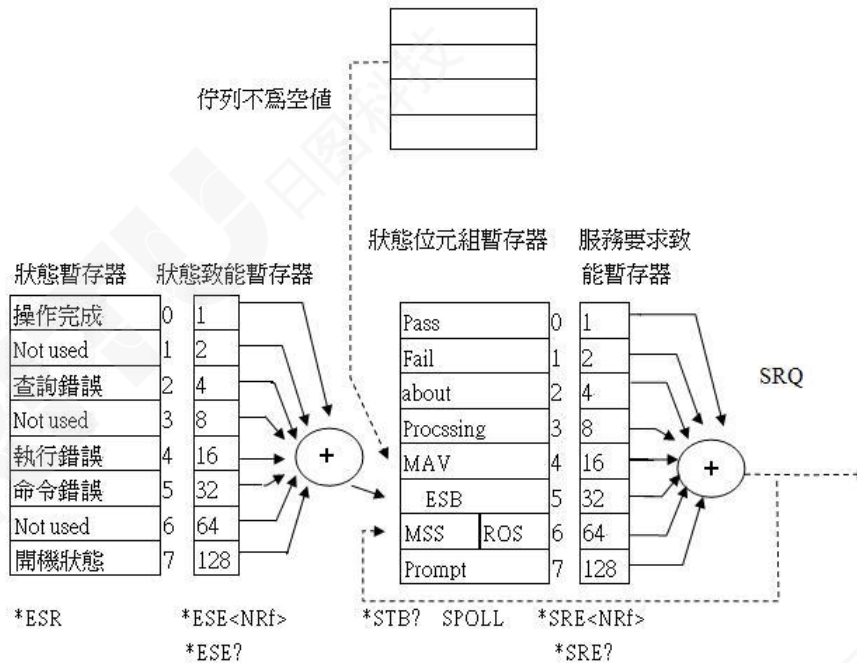 佇列不為空值
狀態位元組暫存器
服務要求致
能暫存器
狀態暫存器
狀態致能暫存器
操作完成 0 1
Not used 1 2
查詢錯誤 2 4
Not used 3 8
執行錯誤 4 16
命令錯誤 5 32
Not used 6 64
開機狀態 7 128
+
Pass 0 1
Fail 1 2
about 2 4
Procssing 3 8
MAV 4 16
ESB 5 32
MSS ROS 6 64
Prompt 7 128
+
SRQ
*ESR
*ESE<NRf>
*ESE?
*STB? SPOLL
*SRE<NRf>
*SRE?
日图科技